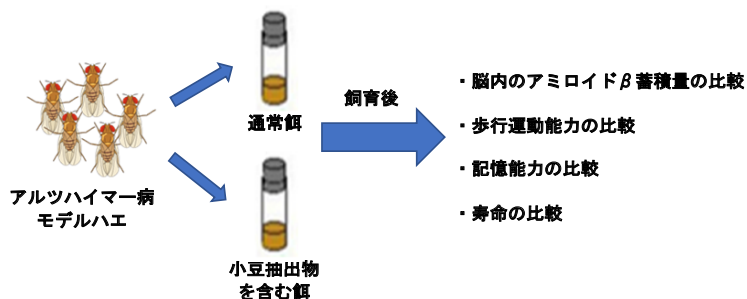 アルツハイマー病
モデルハエ
通常餌
小豆抽出物
を含む餌
飼育後
・脳内のアミロイドβ蓄積量の比較
・歩行運動能力の比較
・記憶能力の比較
・寿命の比較